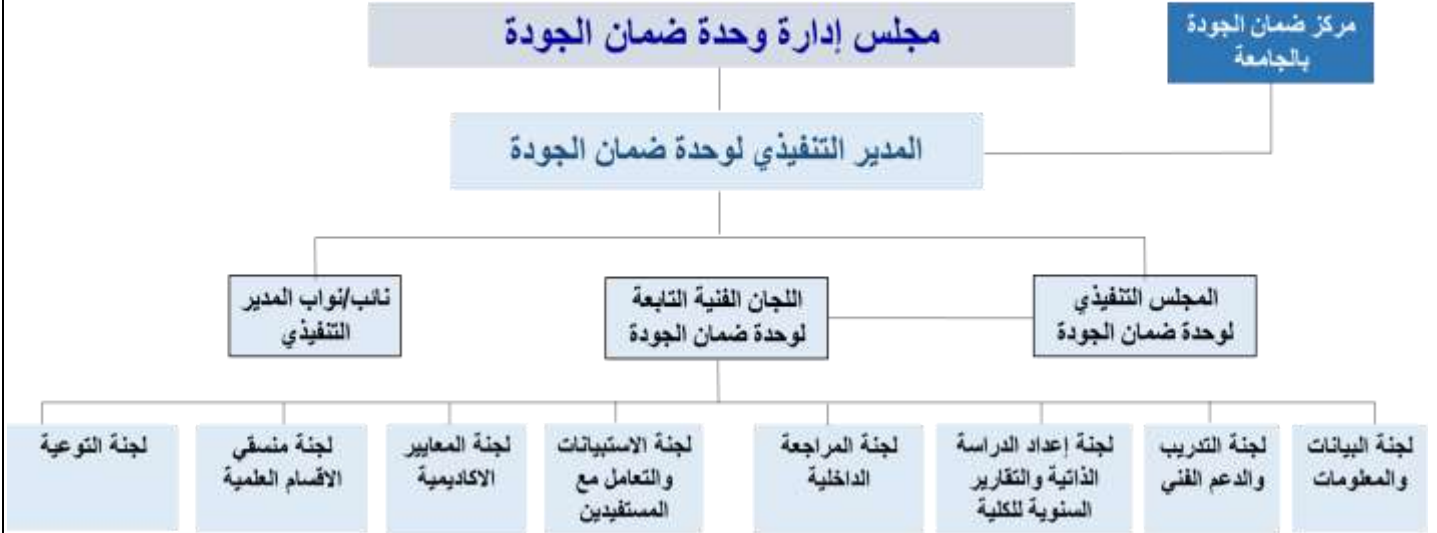 مجلس إدارة وحدة ضمان الجودة
مركز ضمان الجودة
بالجامعة
المدير التنفيذي لوحدة ضمان الجودة
المجلس التنفيذي
لوحدة ضمان الجودة
اللجان الفنية التابعة
لوحدة ضمان الجودة
نائب/نواب المدير
التنفيذي
لجنة البيانات
والمعلومات
لجنة التدريب
والدعم الفني
لجنة إعداد الدراسة
الذاتية والتقارير
السنوية للكلية
لجنة المراجعة
الداخلية
لجنة الاستبيانات
والتعامل مع
المستفيدين
لجنة المعايير
الاكاديمية
لجنة منسقي
الاقسام العلمية
لجنة التوعية